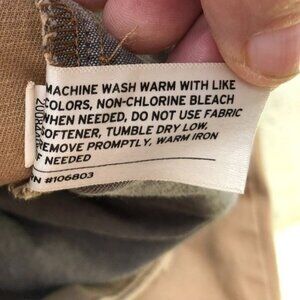 MACHINE WASH WARM WITH LIKE
COLORS, NON-CHLORINE BLEACH
WHEN NEEDED, DO NOT USE FABRIC
SOFTENER, TUMBLE DRY LOW,
REMOVE PROMPTLY, WARM IRON
F NEEDED
RN #106803